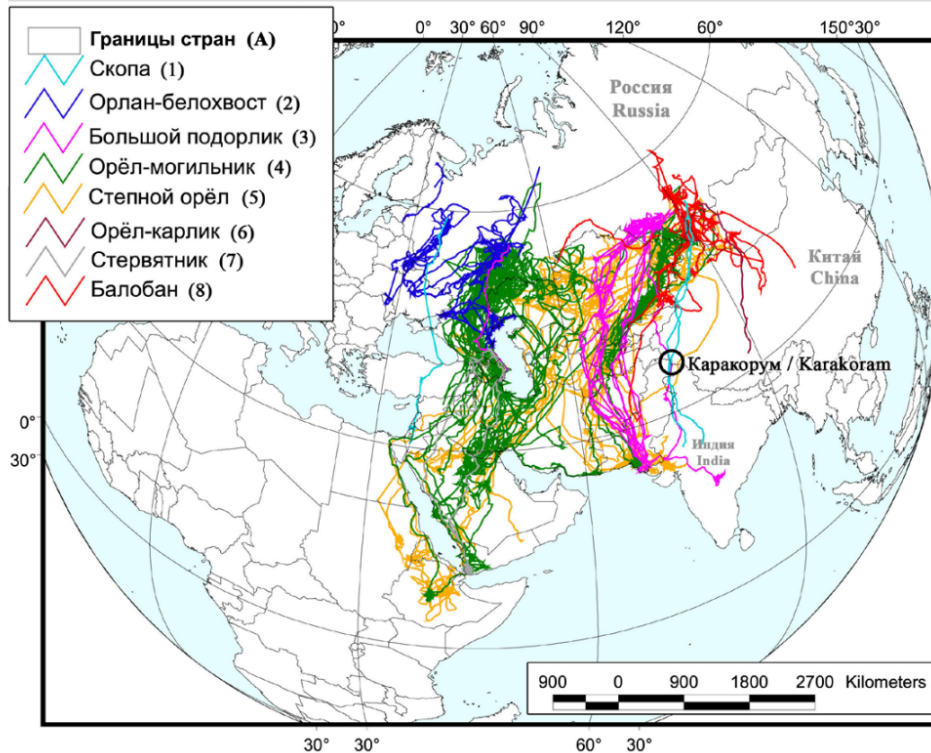 Границы стран (A)
Скопа (1)
Орлан-белохвост (2)
Большой подорлик (3)
Орёл-могильник (4)
Степной орёл (5)
Орёл-карлик (6)
Стервятник (7)
Балобан (8)
0° 0° 30° 60° 90° 120° 60° 150° 30°
Россия
Russia
Китай
China
Каракорум / Karakoram
0°
30°
Индия
India
900 0 900 1800 2700 Kilometers
30° 30° 60° 30°